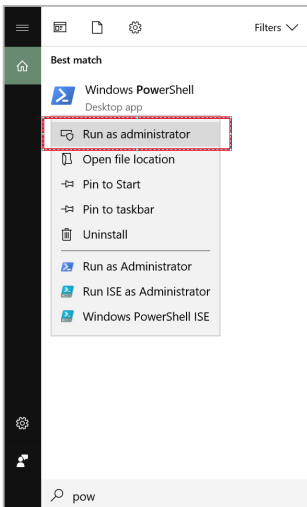 Filters
Best match
Windows PowerShell
Desktop app
Run as administrator
Open file location
Pin to Start
Pin to taskbar
Uninstall
Run as Administrator
Run ISE as Administrator
Windows PowerShell ISE
pow